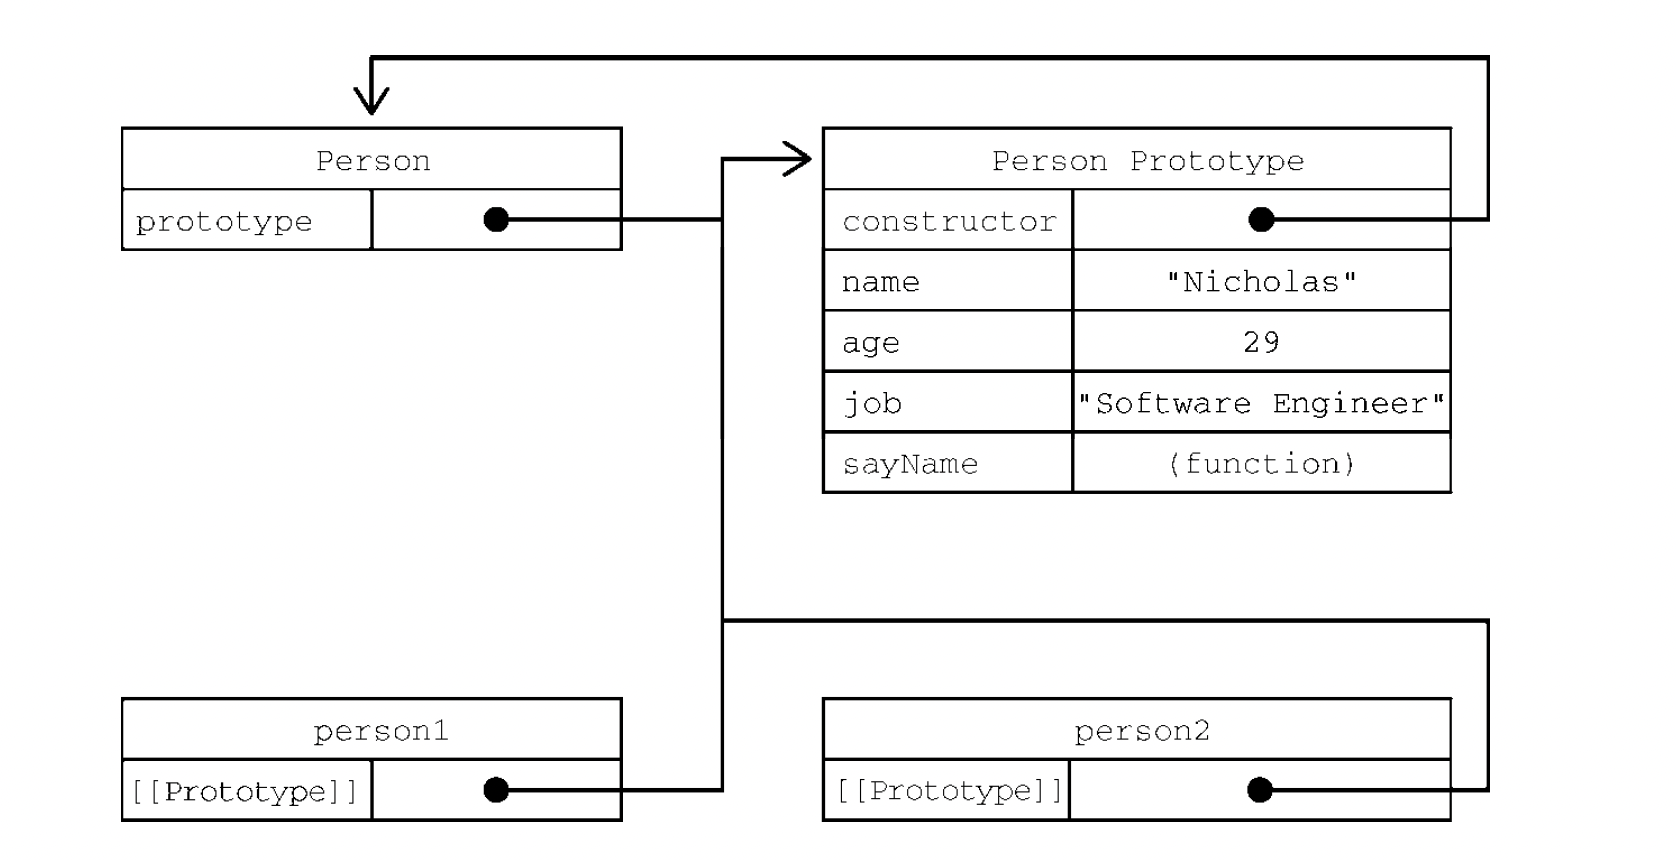 Person
prototype
Person Prototype
constructor
name "Nicholas"
age 29
job "Software Engineer"
sayName (function)
person1
[[Prototype]]
person2
[[Prototype]]